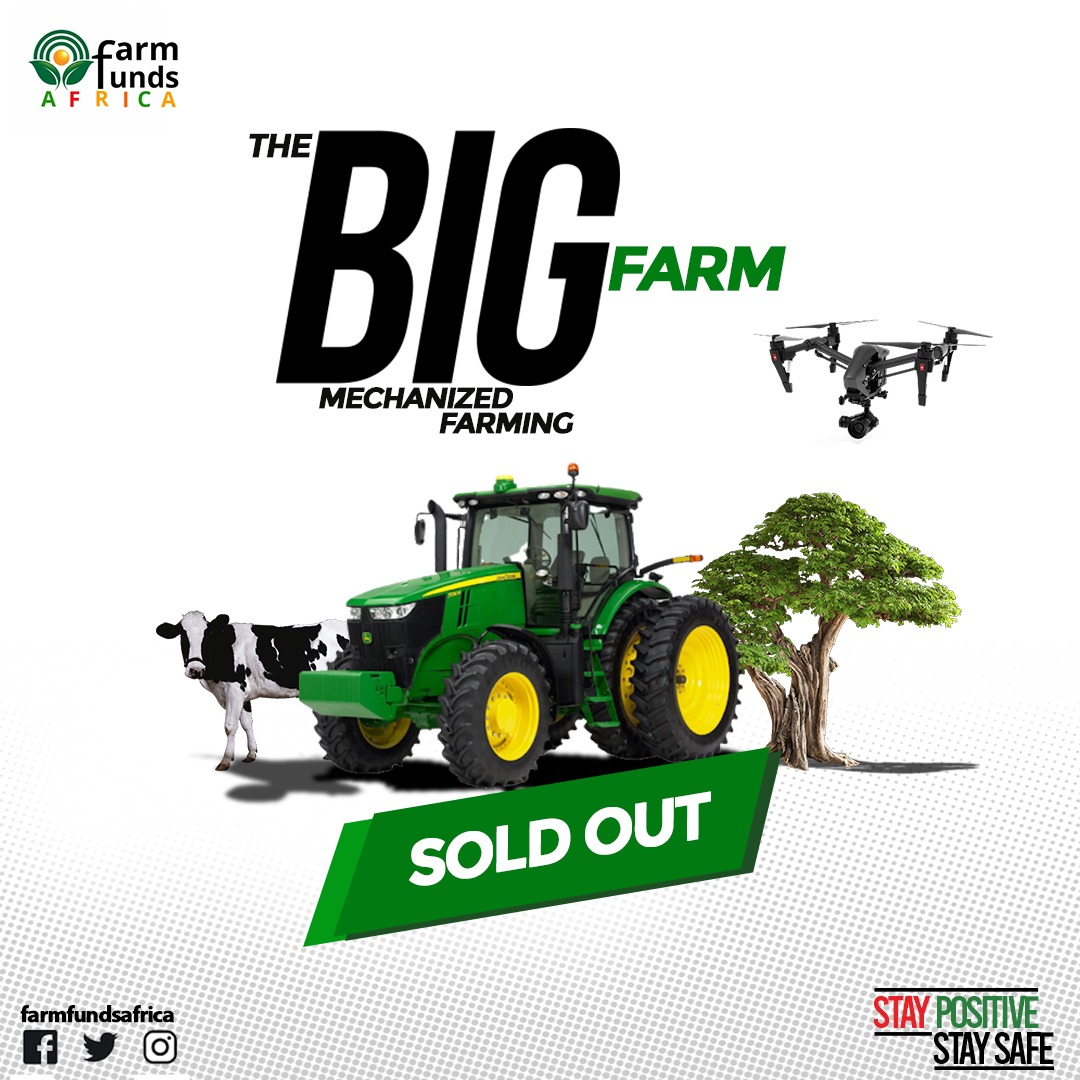 farm
funds
AFRICA
THE BIG FARM
MECHANIZED
FARMING
SOLD OUT
farmfundsafrica
STAY POSITIVE
STAY SAFE